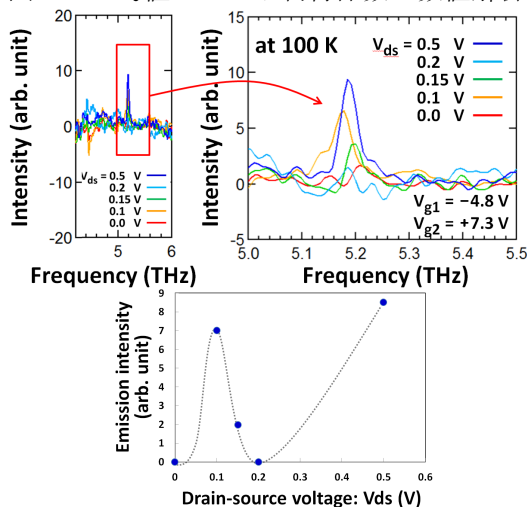 Intensity (arb. unit)
20
10
0
-10
-20
5
6
Vds = 0.5 V
0.2 V
0.15 V
0.1 V
0.0 V
Frequency (THz)
Intensity (arb. unit)
15
10
5
0
-5
5.0
5.1
5.2
5.3
5.4
5.5
at 100 K
Vds = 0.5 V
0.2 V
0.15 V
0.1 V
0.0 V
Vg1 = −4.8 V
Vg2 = +7.3 V
Frequency (THz)
Emission intensity
(arb. unit)
9
8
7
6
5
4
3
2
1
0
0
0.1
0.2
0.3
0.4
0.5
0.6
Drain-source voltage: Vds (V)